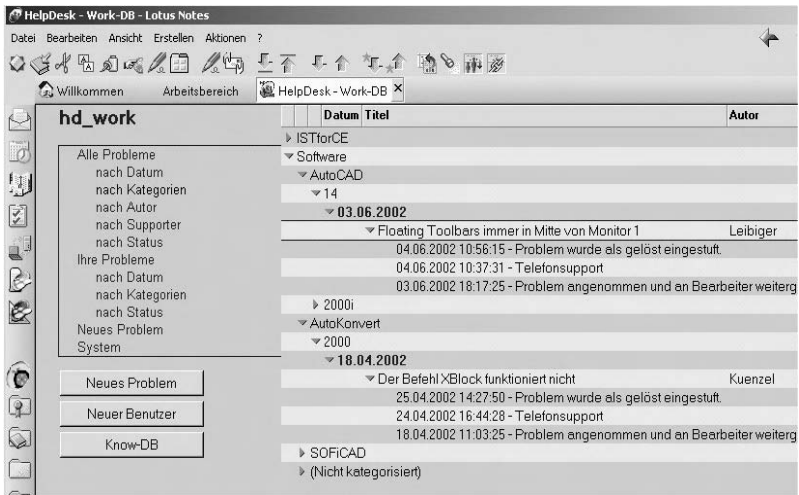 HelpDesk - Work-DB - Lotus Notes
Datei Bearbeiten Ansicht Erstellen Aktionen ?
Willkommen Arbeitsbereich HelpDesk - Work-DB
hd_work
Alle Probleme
nach Datum
nach Kategorien
nach Autor
nach Supporter
nach Status
Ihre Probleme
nach Datum
nach Kategorien
nach Status
Neues Problem
System
Neues Problem
Neuer Benutzer
Know-DB
Datum Titel Autor
ISTforCE
Software
AutoCAD
14
03.06.2002
Floating Toolbars immer in Mitte von Monitor 1 Leibiger
04.06.2002 10:56:15 - Problem wurde als gelöst eingestuft.
04.06.2002 10:37:31 - Telefonsupport
03.06.2002 18:17:25 - Problem angenommen und an Bearbeiter weiterg
2000i
AutoKonvert
2000
18.04.2002
Der Befehl XBlock funktioniert nicht Kuenzel
25.04.2002 14:27:50 - Problem wurde als gelöst eingestuft.
24.04.2002 16:44:28 - Telefonsupport
18.04.2002 11:03:25 - Problem angenommen und an Bearbeiter weiterg
SOFiCAD
(Nicht kategorisiert)